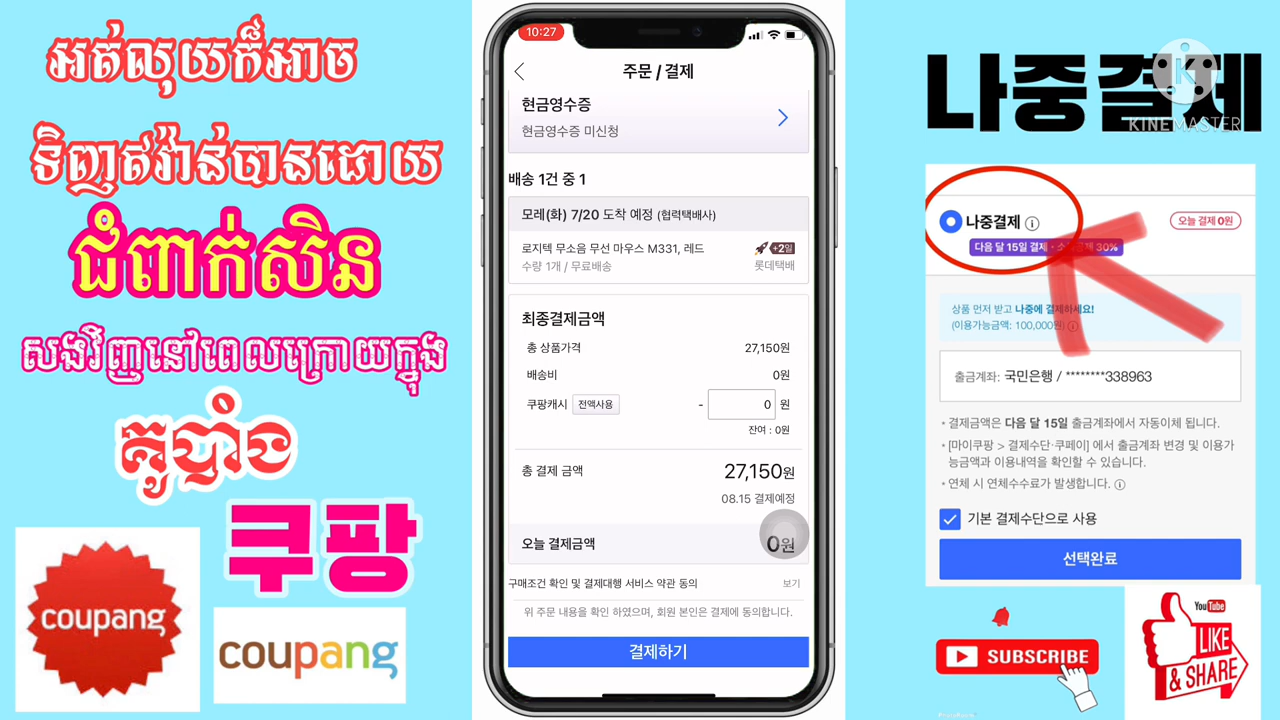 អត់លុយក៏អាច
ទិញឥវ៉ាន់បានដោយ
ជំពាក់សិន
សងវិញនៅពេលក្រោយក្នុង
គូប៉ាំង
쿠팡
coupang
coupang
10:27
주문 / 결제
현금영수증
현금영수증 미신청
배송 1건 중 1
모레(화) 7/20 도착 예정 (협력택배사)
로지텍 무소음 무선 마우스 M331, 레드
+2일
수량 1개 / 무료배송
롯데택배
최종결제금액
총 상품가격 27,150원
배송비 0원
쿠팡캐시 전액사용 - 0 원
잔여 : 0원
총 결제 금액 27,150원
08.15 결제예정
오늘 결제금액 0원
구매조건 확인 및 결제대행 서비스 약관 동의 보기
위 주문 내용을 확인 하였으며, 회원 본인은 결제에 동의합니다.
결제하기
나중결제
K
KINEMASTER
나중결제
오늘 결제 0원
다음 달 15일 결제 · 소득공제 30%
상품 먼저 받고 나중에 결제하세요!
(이용가능금액: 100,000원)
출금계좌: 국민은행 / ********338963
* 결제금액은 다음 달 15일 출금계좌에서 자동이체 됩니다.
* [마이쿠팡 > 결제수단·쿠페이] 에서 출금계좌 변경 및 이용가
능금액과 이용내역을 확인할 수 있습니다.
* 연체 시 연체수수료가 발생합니다.
기본 결제수단으로 사용
선택완료
SUBSCRIBE
YouTube
LIKE
& SHARE